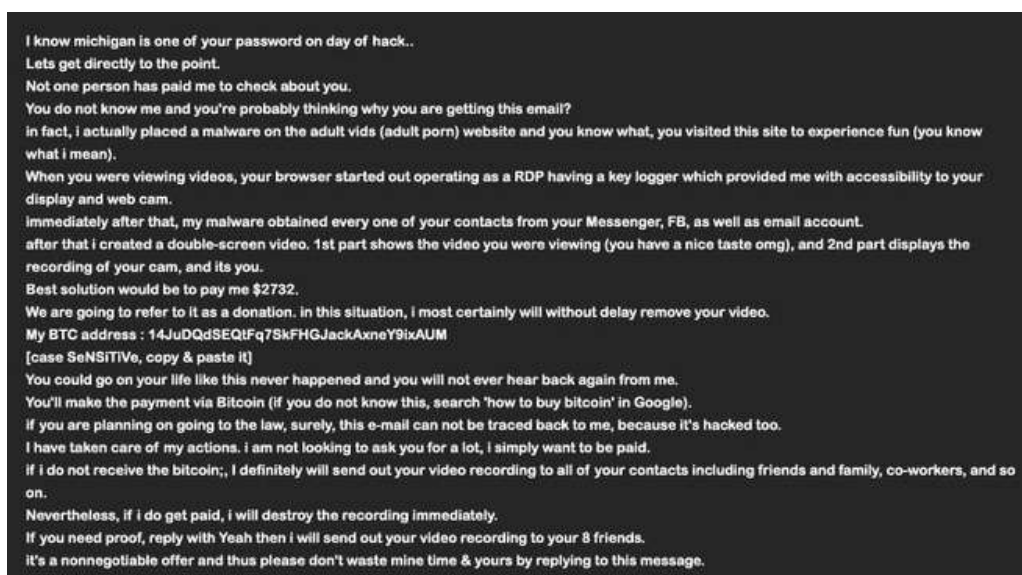 I know michigan is one of your password on day of hack..
Lets get directly to the point.
Not one person has paid me to check about you.
You do not know me and you're probably thinking why you are getting this email?
in fact, i actually placed a malware on the adult vids (adult porn) website and you know what, you visited this site to experience fun (you know
what i mean).
When you were viewing videos, your browser started out operating as a RDP having a key logger which provided me with accessibility to your
display and web cam.
immediately after that, my malware obtained every one of your contacts from your Messenger, FB, as well as email account.
after that i created a double-screen video. 1st part shows the video you were viewing (you have a nice taste omg), and 2nd part displays the
recording of your cam, and its you.
Best solution would be to pay me $2732.
We are going to refer to it as a donation. in this situation, i most certainly will without delay remove your video.
My BTC address : 14JuDQdSEQtFq7SkFHGJackAxneY9ixAUM
[case SeNSiTiVe, copy & paste it]
You could go on your life like this never happened and you will not ever hear back again from me.
You'll make the payment via Bitcoin (if you do not know this, search 'how to buy bitcoin' in Google).
if you are planning on going to the law, surely, this e-mail can not be traced back to me, because it's hacked too.
I have taken care of my actions. i am not looking to ask you for a lot, i simply want to be paid.
if i do not receive the bitcoin;, I definitely will send out your video recording to all of your contacts including friends and family, co-workers, and so
on.
Nevertheless, if i do get paid, i will destroy the recording immediately.
If you need proof, reply with Yeah then i will send out your video recording to your 8 friends.
it's a nonnegotiable offer and thus please don't waste mine time & yours by replying to this message.